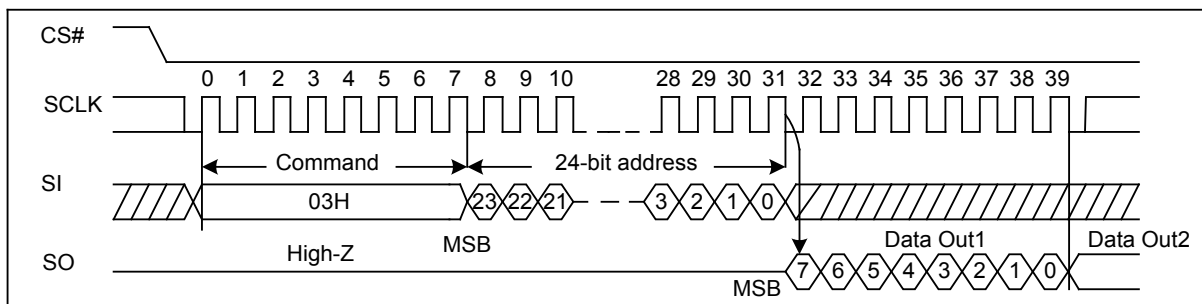 CS#
0 1 2 3 4 5 6 7 8 9 10 28 29 30 31 32 33 34 35 36 37 38 39
SCLK
Command 24-bit address
SI 03H 23 22 21 3 2 1 0
High-Z MSB Data Out1 Data Out2
SO 7 6 5 4 3 2 1 0
MSB